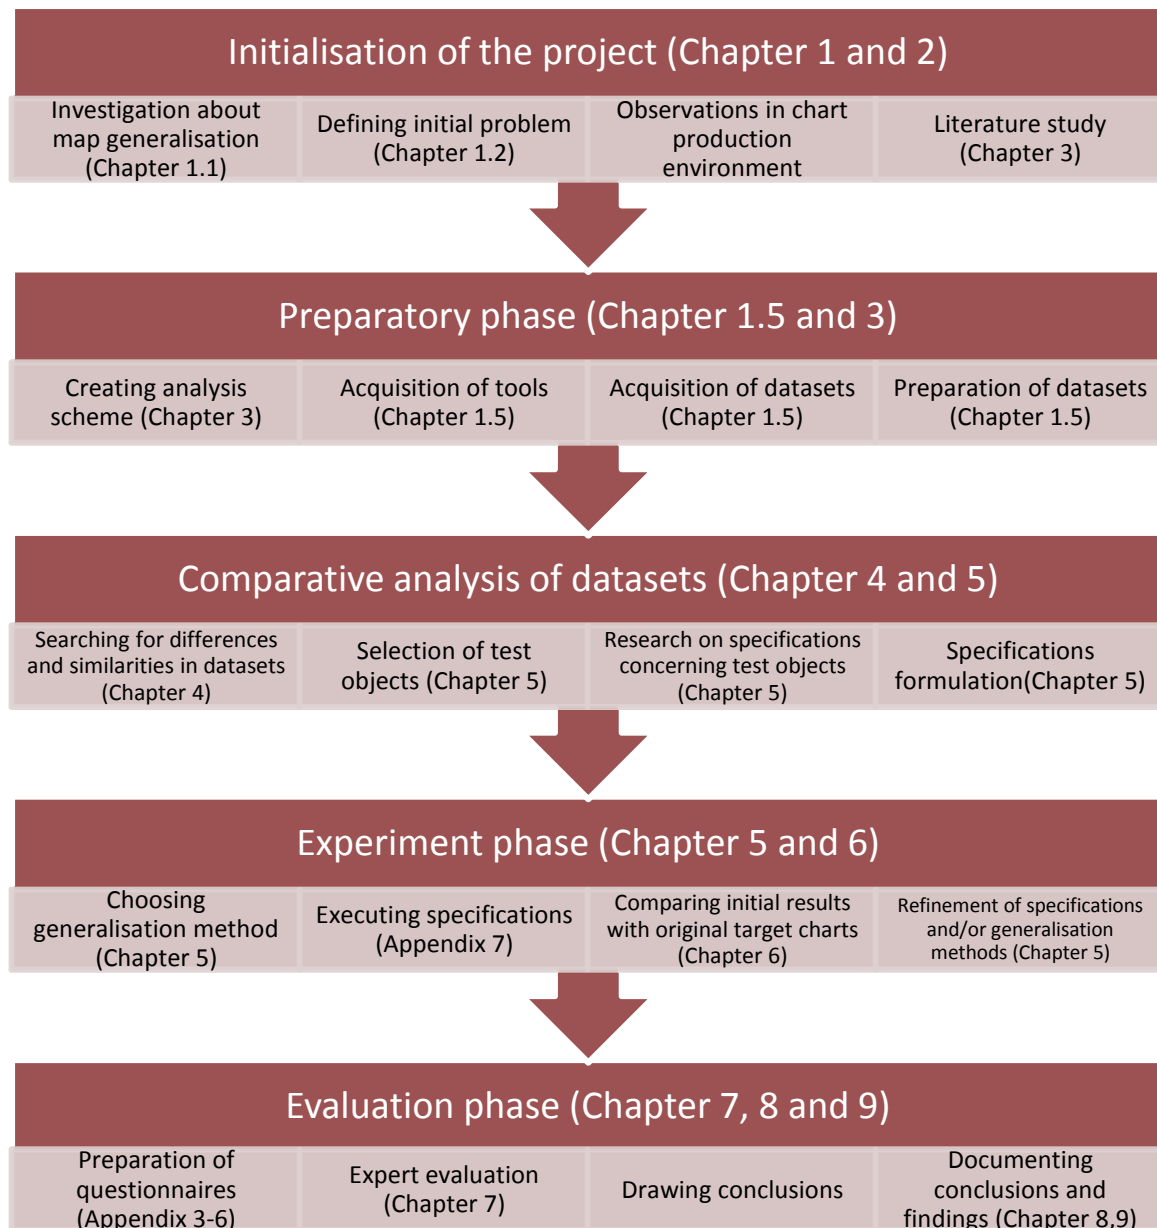 Initialisation of the project (Chapter 1 and 2)
Investigation about
map generalisation
(Chapter 1.1)
Defining initial problem
(Chapter 1.2)
Observations in chart
production
environment
Literature study
(Chapter 3)
Preparatory phase (Chapter 1.5 and 3)
Creating analysis
scheme (Chapter 3)
Acquisition of tools
(Chapter 1.5)
Acquisition of datasets
(Chapter 1.5)
Preparation of datasets
(Chapter 1.5)
Comparative analysis of datasets (Chapter 4 and 5)
Searching for differences
and similarities in datasets
(Chapter 4)
Selection of test
objects (Chapter 5)
Research on specifications
concerning test objects
(Chapter 5)
Specifications
formulation(Chapter 5)
Experiment phase (Chapter 5 and 6)
Choosing
generalisation method
(Chapter 5)
Executing specifications
(Appendix 7)
Comparing initial results
with original target charts
(Chapter 6)
Refinement of specifications
and/or generalisation
methods (Chapter 5)
Evaluation phase (Chapter 7, 8 and 9)
Preparation of
questionnaires
(Appendix 3-6)
Expert evaluation
(Chapter 7)
Drawing conclusions
Documenting
conclusions and
findings (Chapter 8,9)